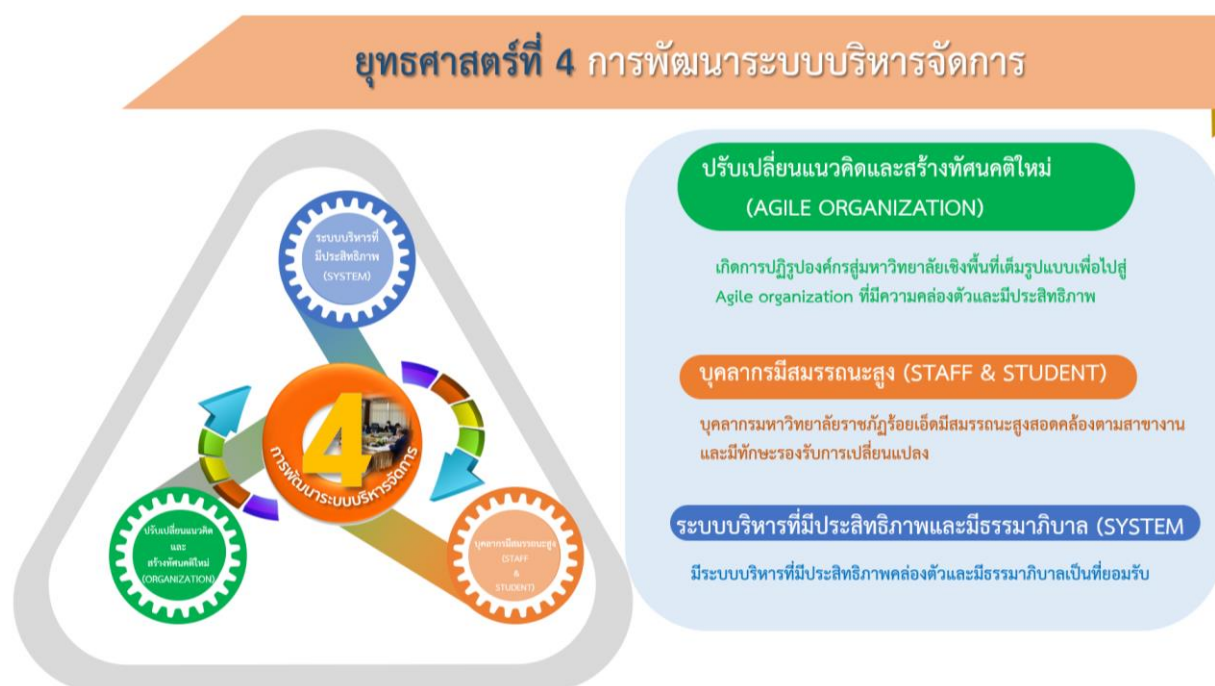 ยุทธศาสตร์ที่ 4 การพัฒนาระบบบริหารจัดการ
ระบบบริหารที่
มีประสิทธิภาพ
(SYSTEM)
4
การพัฒนาระบบบริหารจัดการ
ปรับเปลี่ยนแนวคิด
และ
สร้างทัศนคติใหม่
(ORGANIZATION)
บุคลากรมีสมรรถนะสูง
(STAFF
&
STUDENT)
ปรับเปลี่ยนแนวคิดและสร้างทัศนคติใหม่
(AGILE ORGANIZATION)
เกิดการปฏิรูปองค์กรสู่มหาวิทยาลัยเชิงพื้นที่เต็มรูปแบบเพื่อไปสู่
Agile organization ที่มีความคล่องตัวและมีประสิทธิภาพ
บุคลากรมีสมรรถนะสูง (STAFF & STUDENT)
บุคลากรมหาวิทยาลัยราชภัฏร้อยเอ็ดมีสมรรถนะสูงสอดคล้องตามสาขางาน
และมีทักษะรองรับการเปลี่ยนแปลง
ระบบบริหารที่มีประสิทธิภาพและมีธรรมาภิบาล (SYSTEM
มีระบบบริหารที่มีประสิทธิภาพคล่องตัวและมีธรรมาภิบาลเป็นที่ยอมรับ